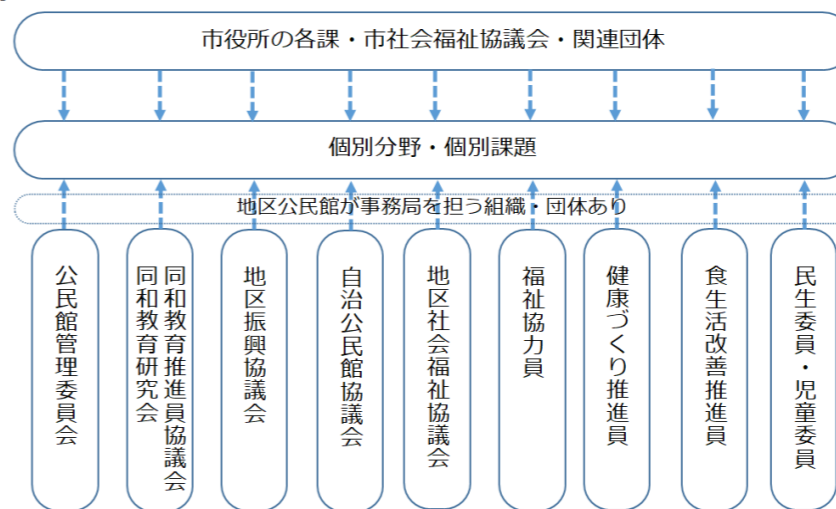 市役所の各課・市社会福祉協議会・関連団体
個別分野・個別課題
地区公民館が事務局を担う組織・団体あり
公民館管理委員会
同和教育推進員協議会
同和教育研究会
地区振興協議会
自治公民館協議会
地区社会福祉協議会
福祉協力員
健康づくり推進員
食生活改善推進員
民生委員・児童委員